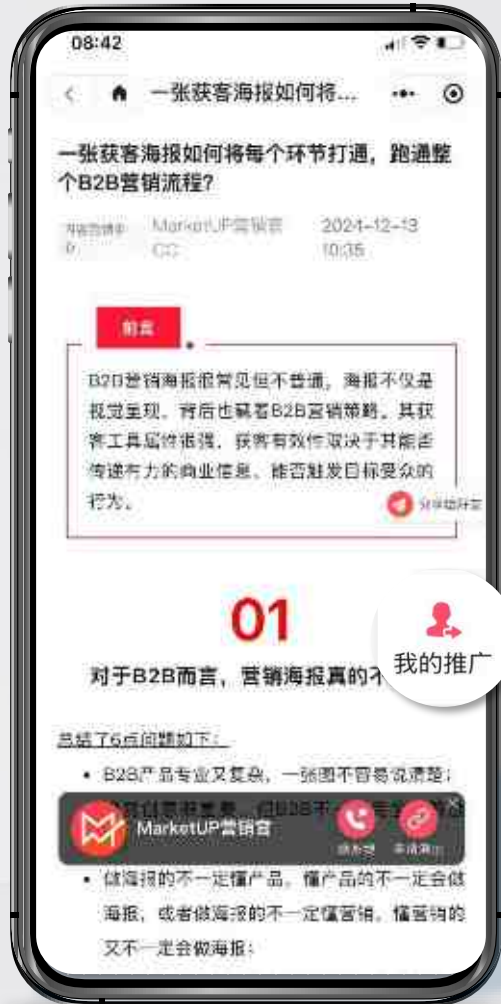 08:42
一张获客海报如何将...
一张获客海报如何将每个环节打通，跑通整
个B2B营销流程?
MarketUP营销官 2024-12-13
CC 10:35
前言
B2B营销海报很常见但不普通，海报不仅是
视觉呈现，背后也藏着B2B营销策略。其获
客工具属性很强，获客有效性取决于其能否
传递有力的商业信息，能否触发目标受众的
行为。
分享给好友
01
我的推广
对于B2B而言，营销海报真的不
总结了6点问题如下：
• B2B产品专业又复杂，一张图不容易说清楚；
MarketUP营销官
• 做海报的不一定懂产品，懂产品的不一定会做
海报；或者做海报的不一定懂营销，懂营销的
又不一定会做海报；